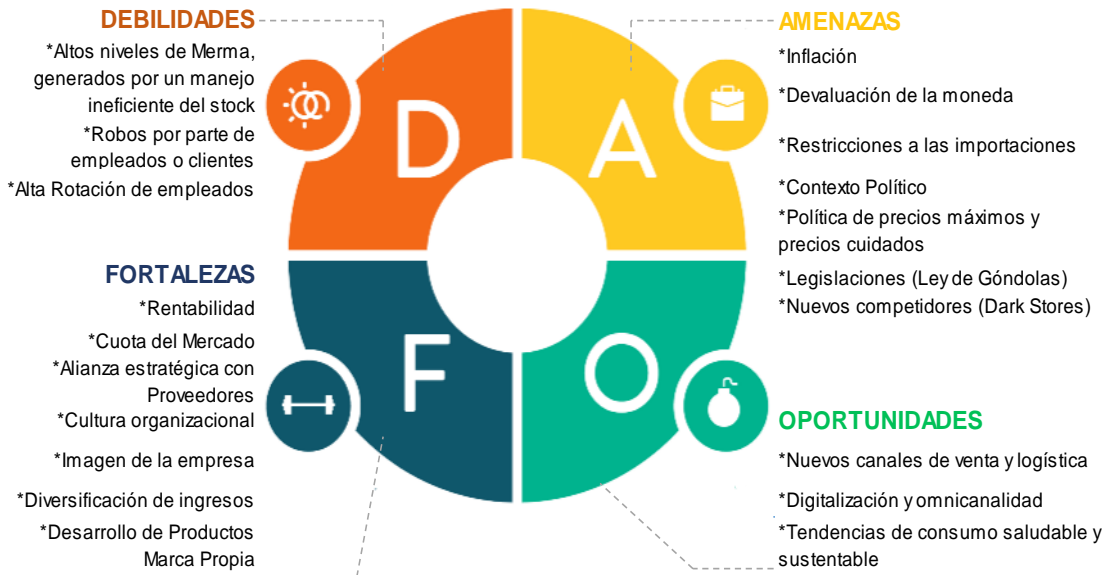 DEBILIDADES
*Altos niveles de Merma,
generados por un manejo
ineficiente del stock
*Robos por parte de
empleados o clientes
*Alta Rotación de empleados
D
A
AMENAZAS
*Inflación
*Devaluación de la moneda
*Restricciones a las importaciones
*Contexto Político
*Política de precios máximos y
precios cuidados
*Legislaciones (Ley de Góndolas)
*Nuevos competidores (Dark Stores)
FORTALEZAS
*Rentabilidad
*Cuota del Mercado
*Alianza estratégica con
Proveedores
*Cultura organizacional
*Imagen de la empresa
*Diversificación de ingresos
*Desarrollo de Productos
Marca Propia
F
O
OPORTUNIDADES
*Nuevos canales de venta y logística
*Digitalización y omnicanalidad
*Tendencias de consumo saludable y
sustentable